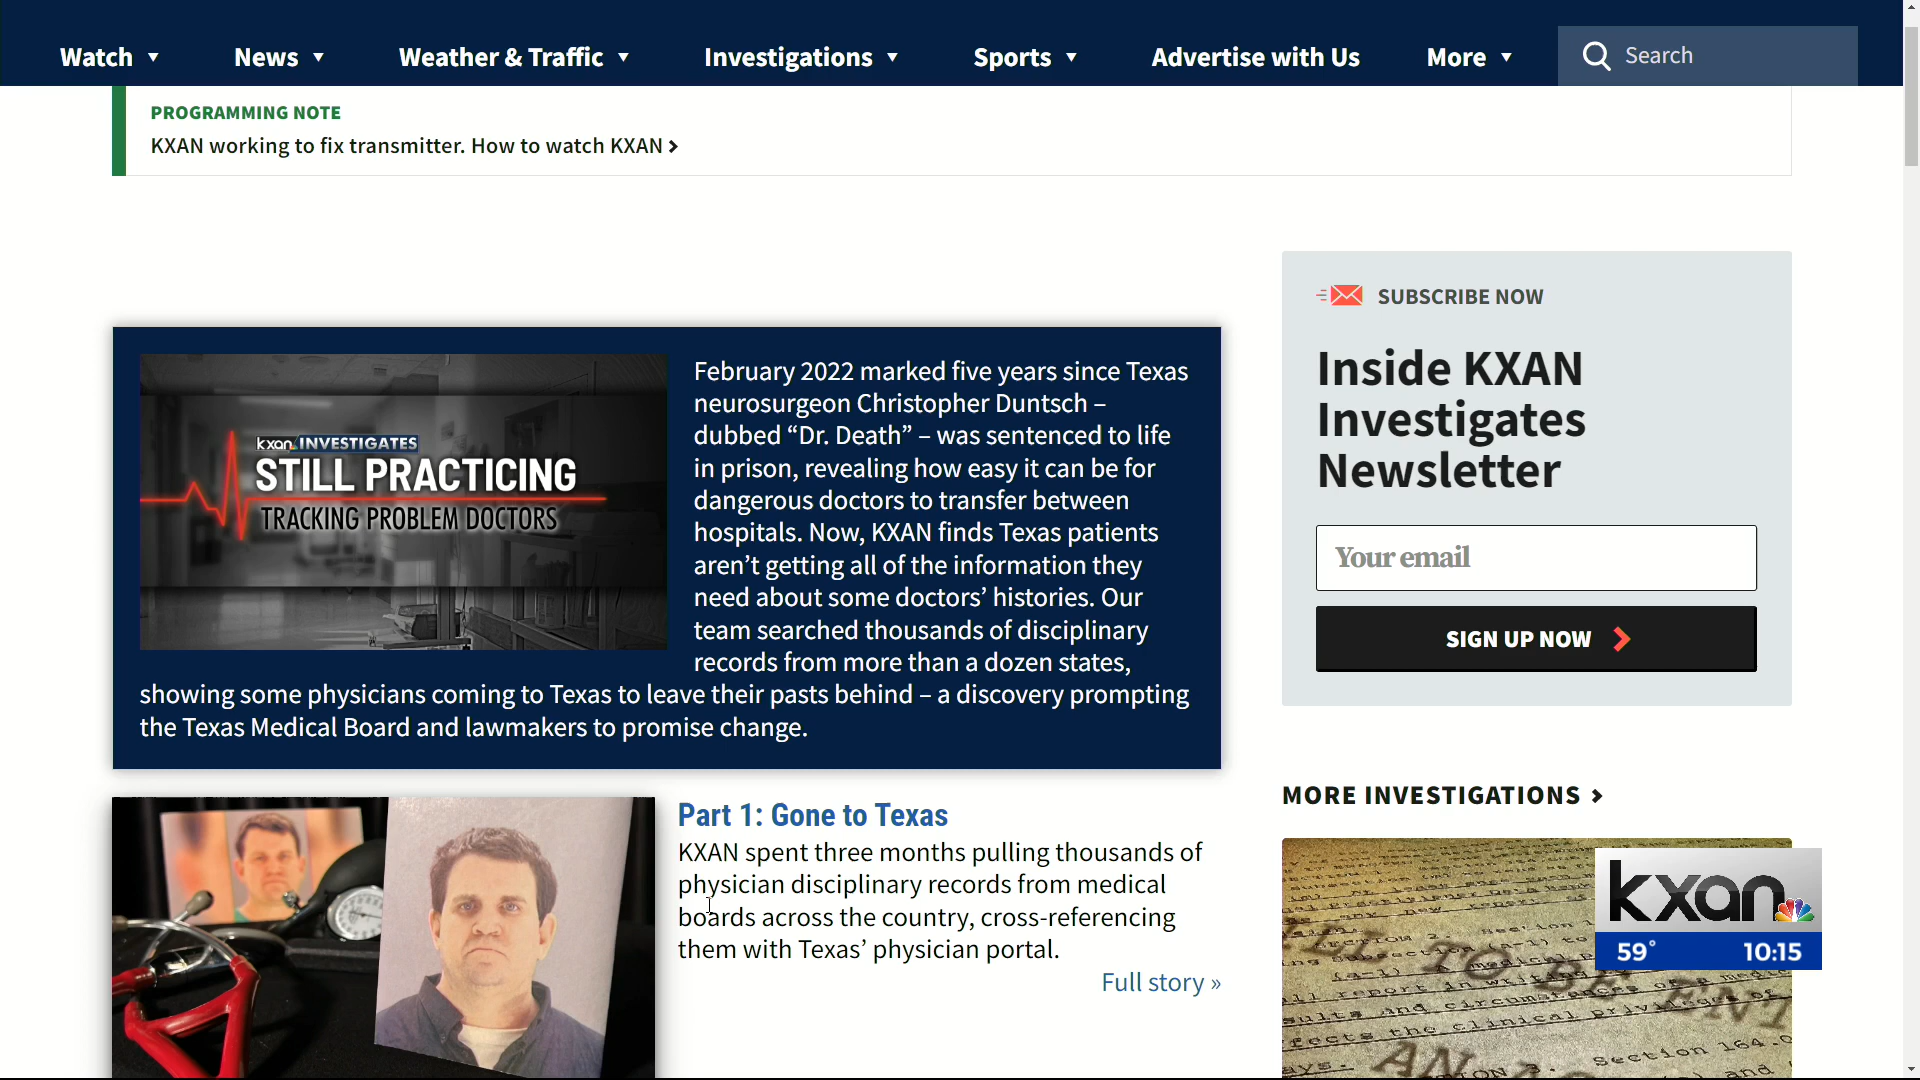 Watch
News
Weather & Traffic
Investigations
Sports
Advertise with Us
More
Search
PROGRAMMING NOTE
KXAN working to fix transmitter. How to watch KXAN
SUBSCRIBE NOW
Inside KXAN
Investigates
Newsletter
Your email
SIGN UP NOW
kxan INVESTIGATES
STILL PRACTICING
TRACKING PROBLEM DOCTORS
February 2022 marked five years since Texas
neurosurgeon Christopher Duntsch –
dubbed “Dr. Death” – was sentenced to life
in prison, revealing how easy it can be for
dangerous doctors to transfer between
hospitals. Now, KXAN finds Texas patients
aren’t getting all of the information they
need about some doctors’ histories. Our
team searched thousands of disciplinary
records from more than a dozen states,
showing some physicians coming to Texas to leave their pasts behind – a discovery prompting
the Texas Medical Board and lawmakers to promise change.
Part 1: Gone to Texas
KXAN spent three months pulling thousands of
physician disciplinary records from medical
boards across the country, cross-referencing
them with Texas’ physician portal.
Full story »
MORE INVESTIGATIONS
kxan
59° 10:15
Section 164.0